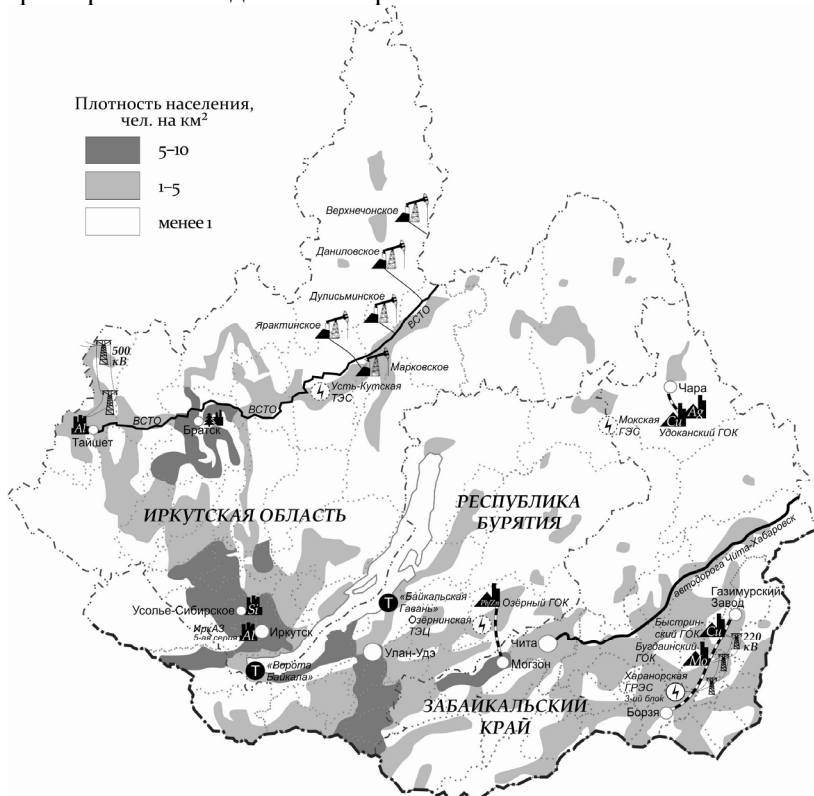 Плотность населения,
чел. на км²
5–10
1–5
менее 1
Верхнечонское
Даниловское
Дулисьминское
ВСТО
Ярактинское
Марковское
500
кВ
Усть-Кутская
ТЭС
ВСТО
ВСТО
Al
Тайшет
Братск
Чара
Cu
Ag
Мокская
ГЭС
Удоканский ГОК
ИРКУТСКАЯ ОБЛАСТЬ
РЕСПУБЛИКА
БУРЯТИЯ
автодорога Чита-Хабаровск
Газимурский
Завод
Усолье-Сибирское
Si
Т
«Байкальская
Гавань»
Pb/Zn
Озёрный ГОК
Озёрнинская
ТЭЦ
Быстрин-
ский ГОК
Cu
220
кВ
ИркАЗ
5-ая серия
Al
Иркутск
Бугдаинский
ГОК
Mo
Чита
Улан-Удэ
Могзон
Т
«Ворота
Байкала»
Харанорская
ГРЭС
3-ий блок
ЗАБАЙКАЛЬСКИЙ
КРАЙ
Борзя